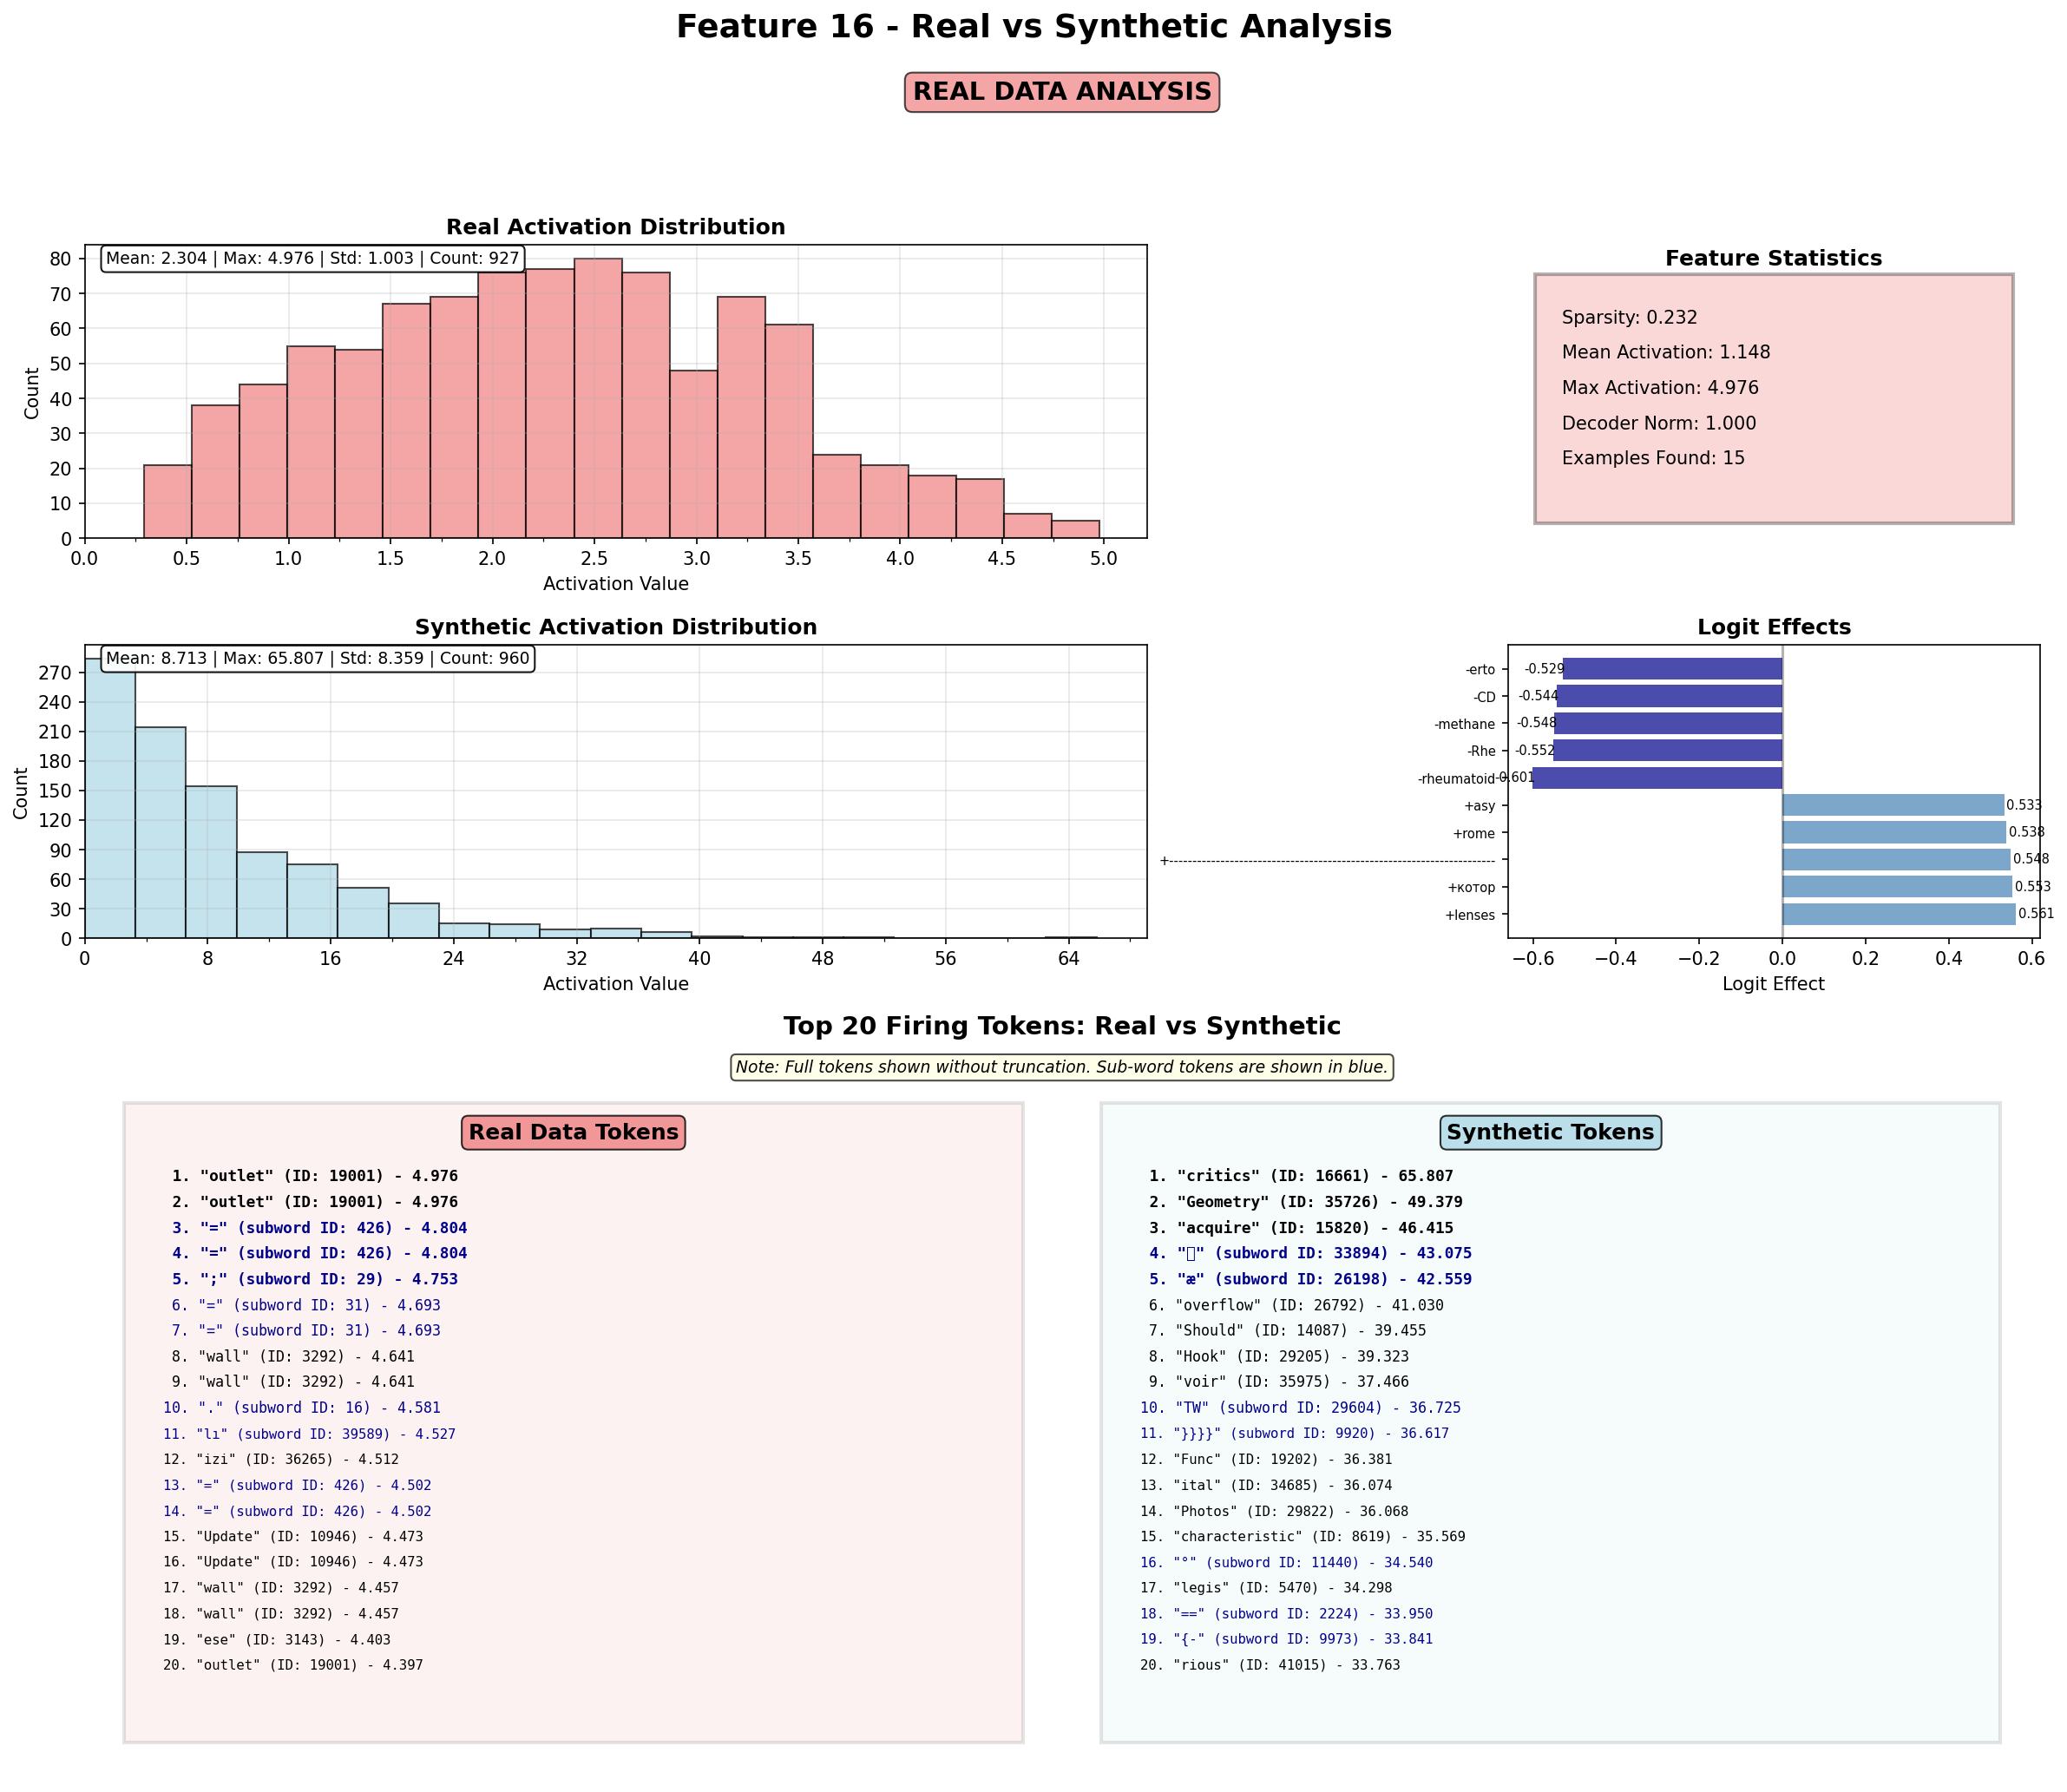 Feature 16 - Real vs Synthetic Analysis
REAL DATA ANALYSIS
Real Activation Distribution
Mean: 2.304 | Max: 4.976 | Std: 1.003 | Count: 927
80
70
60
50
40
30
20
10
0
Count
0.0 0.5 1.0 1.5 2.0 2.5 3.0 3.5 4.0 4.5 5.0
Activation Value
Feature Statistics
Sparsity: 0.232
Mean Activation: 1.148
Max Activation: 4.976
Decoder Norm: 1.000
Examples Found: 15
Synthetic Activation Distribution
Mean: 8.713 | Max: 65.807 | Std: 8.359 | Count: 960
270
240
210
180
150
120
90
60
30
0
Count
0 8 16 24 32 40 48 56 64
Activation Value
Logit Effects
-erto -0.529
-CD -0.544
-methane -0.548
-Rhe -0.552
-rheumatoid -0.601
+asy 0.533
+rome 0.538
+---------------------------------------------------------------- 0.548
+котор 0.553
+lenses 0.561
−0.6 −0.4 −0.2 0.0 0.2 0.4 0.6
Logit Effect
Top 20 Firing Tokens: Real vs Synthetic
Note: Full tokens shown without truncation. Sub-word tokens are shown in blue.
Real Data Tokens
1. "outlet" (ID: 19001) - 4.976
2. "outlet" (ID: 19001) - 4.976
3. "=" (subword ID: 426) - 4.804
4. "=" (subword ID: 426) - 4.804
5. ";" (subword ID: 29) - 4.753
6. "=" (subword ID: 31) - 4.693
7. "=" (subword ID: 31) - 4.693
8. "wall" (ID: 3292) - 4.641
9. "wall" (ID: 3292) - 4.641
10. "." (subword ID: 16) - 4.581
11. "lı" (subword ID: 39589) - 4.527
12. "izi" (ID: 36265) - 4.512
13. "=" (subword ID: 426) - 4.502
14. "=" (subword ID: 426) - 4.502
15. "Update" (ID: 10946) - 4.473
16. "Update" (ID: 10946) - 4.473
17. "wall" (ID: 3292) - 4.457
18. "wall" (ID: 3292) - 4.457
19. "ese" (ID: 3143) - 4.403
20. "outlet" (ID: 19001) - 4.397
Synthetic Tokens
1. "critics" (ID: 16661) - 65.807
2. "Geometry" (ID: 35726) - 49.379
3. "acquire" (ID: 15820) - 46.415
4. "▯" (subword ID: 33894) - 43.075
5. "æ" (subword ID: 26198) - 42.559
6. "overflow" (ID: 26792) - 41.030
7. "Should" (ID: 14087) - 39.455
8. "Hook" (ID: 29205) - 39.323
9. "voir" (ID: 35975) - 37.466
10. "TW" (subword ID: 29604) - 36.725
11. "}}}}" (subword ID: 9920) - 36.617
12. "Func" (ID: 19202) - 36.381
13. "ital" (ID: 34685) - 36.074
14. "Photos" (ID: 29822) - 36.068
15. "characteristic" (ID: 8619) - 35.569
16. "°" (subword ID: 11440) - 34.540
17. "legis" (ID: 5470) - 34.298
18. "==" (subword ID: 2224) - 33.950
19. "{-" (subword ID: 9973) - 33.841
20. "rious" (ID: 41015) - 33.763